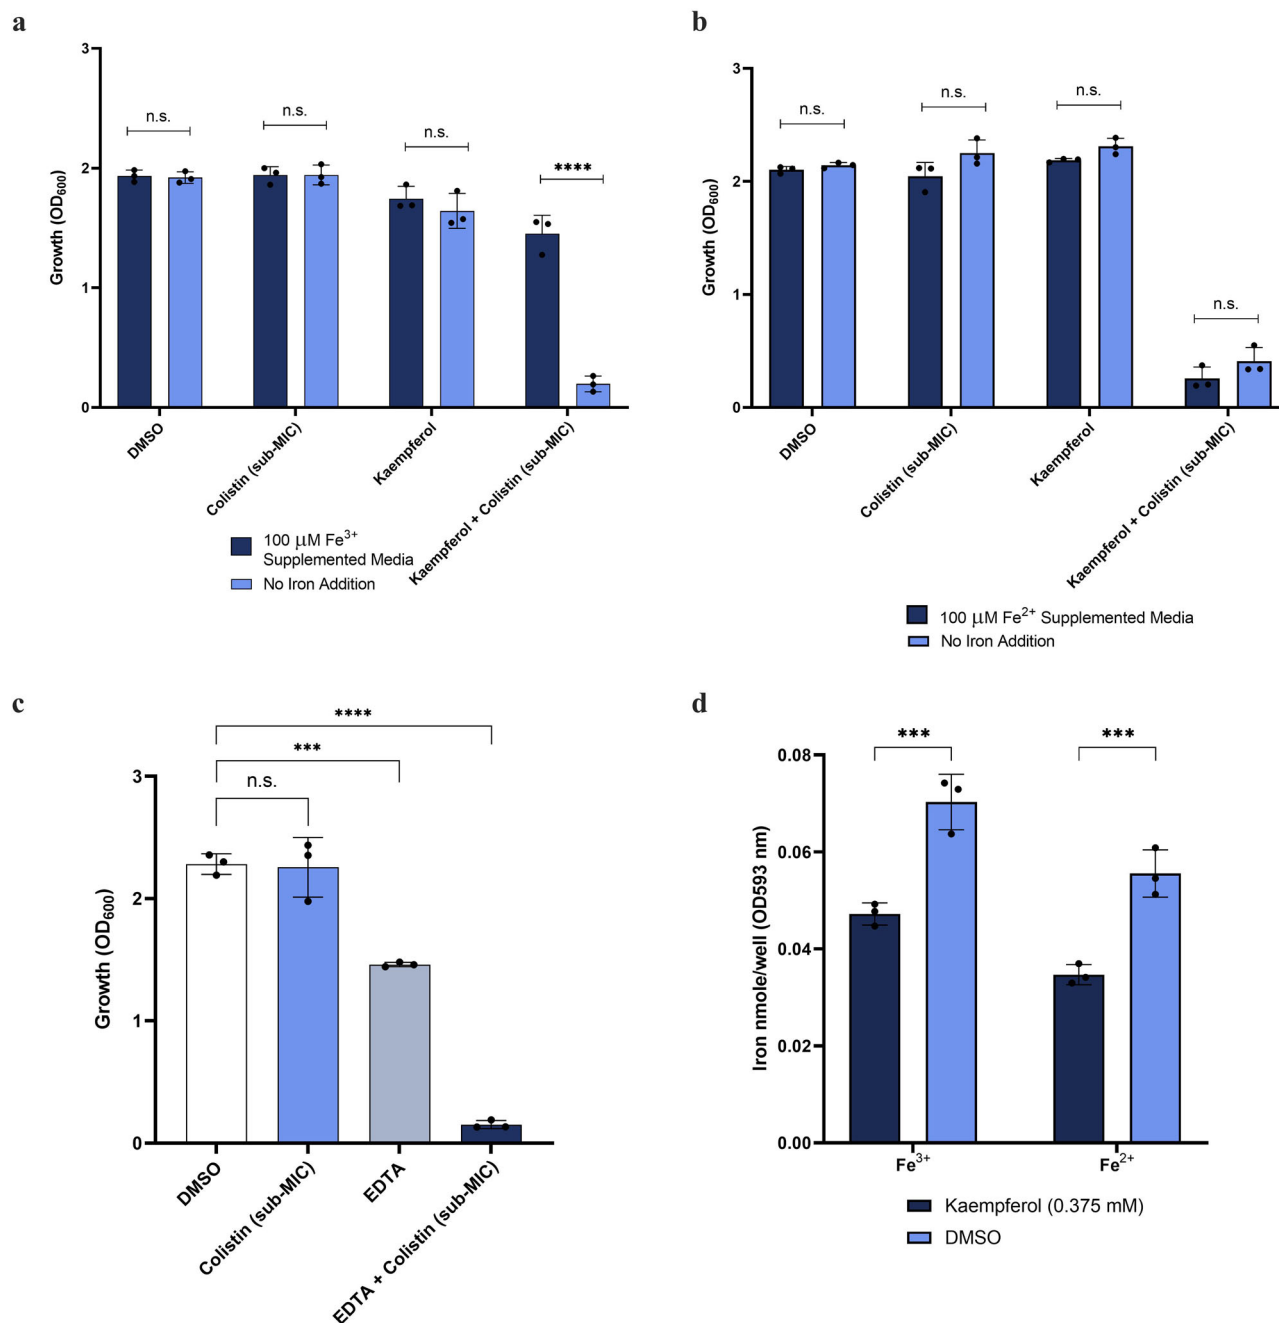 a
3
2
1
0
Growth (OD600)
n.s.
n.s.
n.s.
****
DMSO
Colistin (sub-MIC)
Kaempferol
Kaempferol + Colistin (sub-MIC)
100 μM Fe3+
Supplemented Media
No Iron Addition
b
3
2
1
0
Growth (OD600)
n.s.
n.s.
n.s.
n.s.
DMSO
Colistin (sub-MIC)
Kaempferol
Kaempferol + Colistin (sub-MIC)
100 μM Fe2+ Supplemented Media
No Iron Addition
c
****
***
n.s.
3
2
1
0
Growth (OD600)
DMSO
Colistin (sub-MIC)
EDTA
EDTA + Colistin (sub-MIC)
d
***
***
0.08
0.06
0.04
0.02
0.00
Iron nmole/well (OD593 nm)
Fe3+
Fe2+
Kaempferol (0.375 mM)
DMSO